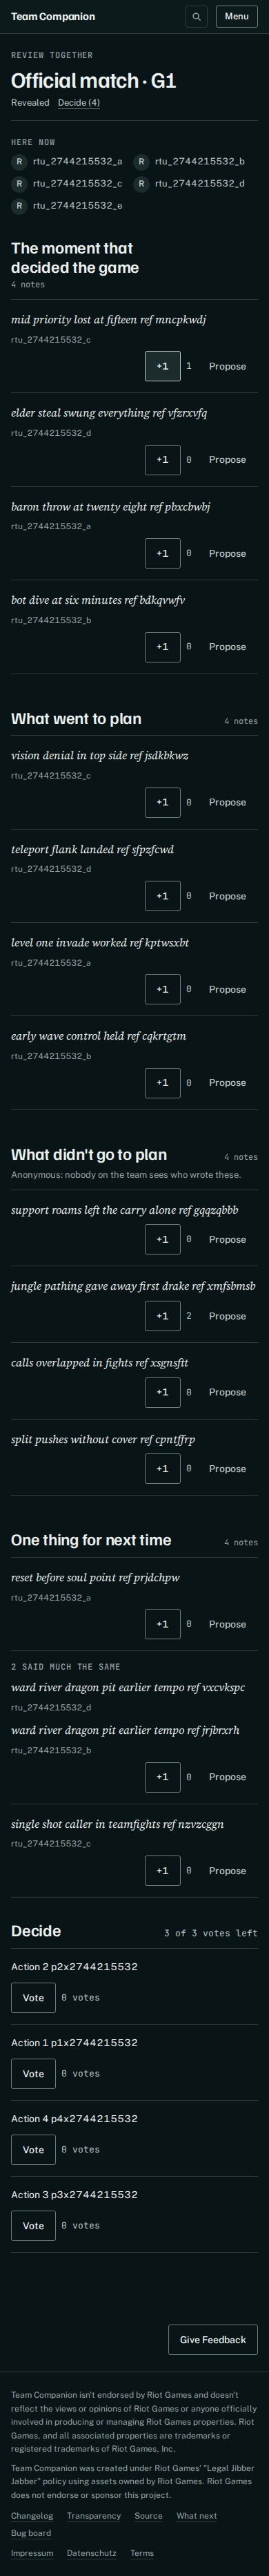 Team Companion
Menu
REVIEW TOGETHER
Official match · G1
Revealed Decide (4)
HERE NOW
R rtu_2744215532_a R rtu_2744215532_b
R rtu_2744215532_c R rtu_2744215532_d
R rtu_2744215532_e
The moment that
decided the game
4 notes
mid priority lost at fifteen ref mncpkwdj
rtu_2744215532_c
+1 1 Propose
elder steal swung everything ref vfzrxvfq
rtu_2744215532_d
+1 0 Propose
baron throw at twenty eight ref pbxcbwbj
rtu_2744215532_a
+1 0 Propose
bot dive at six minutes ref bdkqvwfv
rtu_2744215532_b
+1 0 Propose
What went to plan 4 notes
vision denial in top side ref jsdkbkwz
rtu_2744215532_c
+1 0 Propose
teleport flank landed ref sfpzfcwd
rtu_2744215532_d
+1 0 Propose
level one invade worked ref kptwsxbt
rtu_2744215532_a
+1 0 Propose
early wave control held ref cqkrtgtm
rtu_2744215532_b
+1 0 Propose
What didn't go to plan 4 notes
Anonymous: nobody on the team sees who wrote these.
support roams left the carry alone ref gqqzqbbb
+1 0 Propose
jungle pathing gave away first drake ref xmfsbmsb
+1 2 Propose
calls overlapped in fights ref xsgnsftt
+1 0 Propose
split pushes without cover ref cpntffrp
+1 0 Propose
One thing for next time 4 notes
reset before soul point ref prjdchpw
rtu_2744215532_a
+1 0 Propose
2 SAID MUCH THE SAME
ward river dragon pit earlier tempo ref vxcvkspc
rtu_2744215532_d
ward river dragon pit earlier tempo ref jrjbrxrh
rtu_2744215532_b
+1 0 Propose
single shot caller in teamfights ref nzvzcggn
rtu_2744215532_c
+1 0 Propose
Decide 3 of 3 votes left
Action 2 p2x2744215532
Vote 0 votes
Action 1 p1x2744215532
Vote 0 votes
Action 4 p4x2744215532
Vote 0 votes
Action 3 p3x2744215532
Vote 0 votes
Give Feedback
Team Companion isn't endorsed by Riot Games and doesn't
reflect the views or opinions of Riot Games or anyone officially
involved in producing or managing Riot Games properties. Riot
Games, and all associated properties are trademarks or
registered trademarks of Riot Games, Inc.
Team Companion was created under Riot Games' "Legal Jibber
Jabber" policy using assets owned by Riot Games. Riot Games
does not endorse or sponsor this project.
Changelog Transparency Source What next
Bug board
Impressum Datenschutz Terms